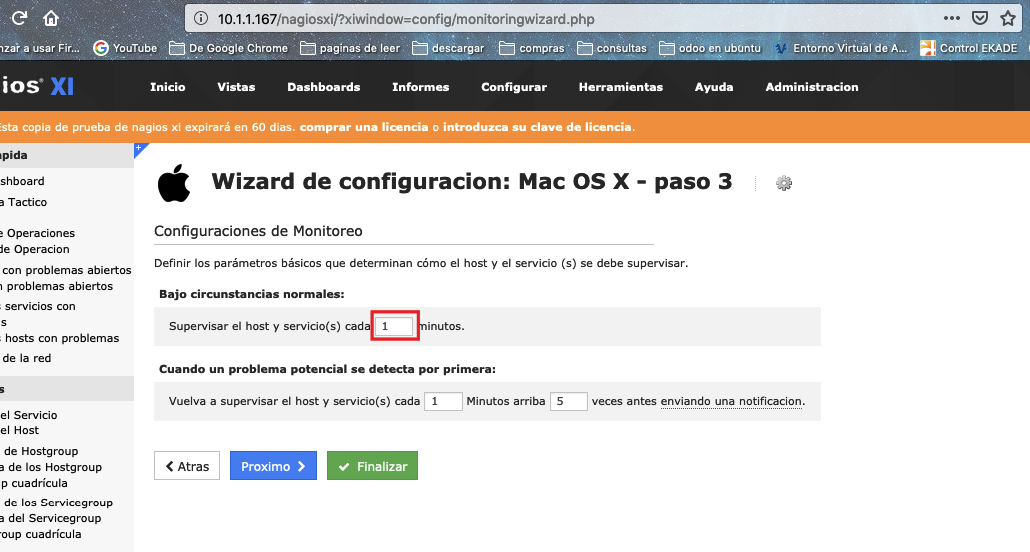 10.1.1.167/nagiosxi/?xiwindow=config/monitoringwizard.php
nzar a usar Fir... YouTube De Google Chrome paginas de leer descargar compras consultas odoo en ubuntu Entorno Virtual de A... Control EKADE
ios XI Inicio Vistas Dashboards Informes Configurar Herramientas Ayuda Administracion
Esta copia de prueba de nagios xi expirará en 60 dias. comprar una licencia o introduzca su clave de licencia.
apida
shboard
a Tactico
e Operaciones
de Operacion
con problemas abiertos
n problemas abiertos
s servicios con
s
s hosts con problemas
de la red
s
el Servicio
el Host
de Hostgroup
a de los Hostgroup
p cuadrícula
de los Servicegroup
a del Servicegroup
roup cuadrícula
Wizard de configuracion: Mac OS X - paso 3
Configuraciones de Monitoreo
Definir los parámetros básicos que determinan cómo el host y el servicio (s) se debe supervisar.
Bajo circunstancias normales:
Supervisar el host y servicio(s) cada 1 minutos.
Cuando un problema potencial se detecta por primera:
Vuelva a supervisar el host y servicio(s) cada 1 Minutos arriba 5 veces antes enviando una notificacion.
Atras Proximo Finalizar